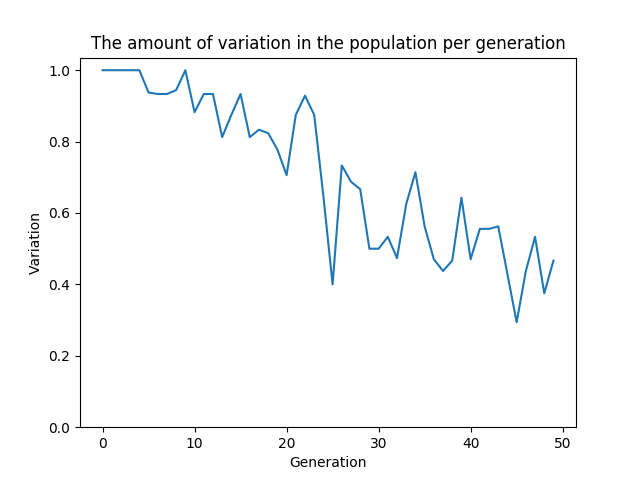 The amount of variation in the population per generation
1.0
0.8
0.6
0.4
0.2
0.0
Variation
0 10 20 30 40 50
Generation